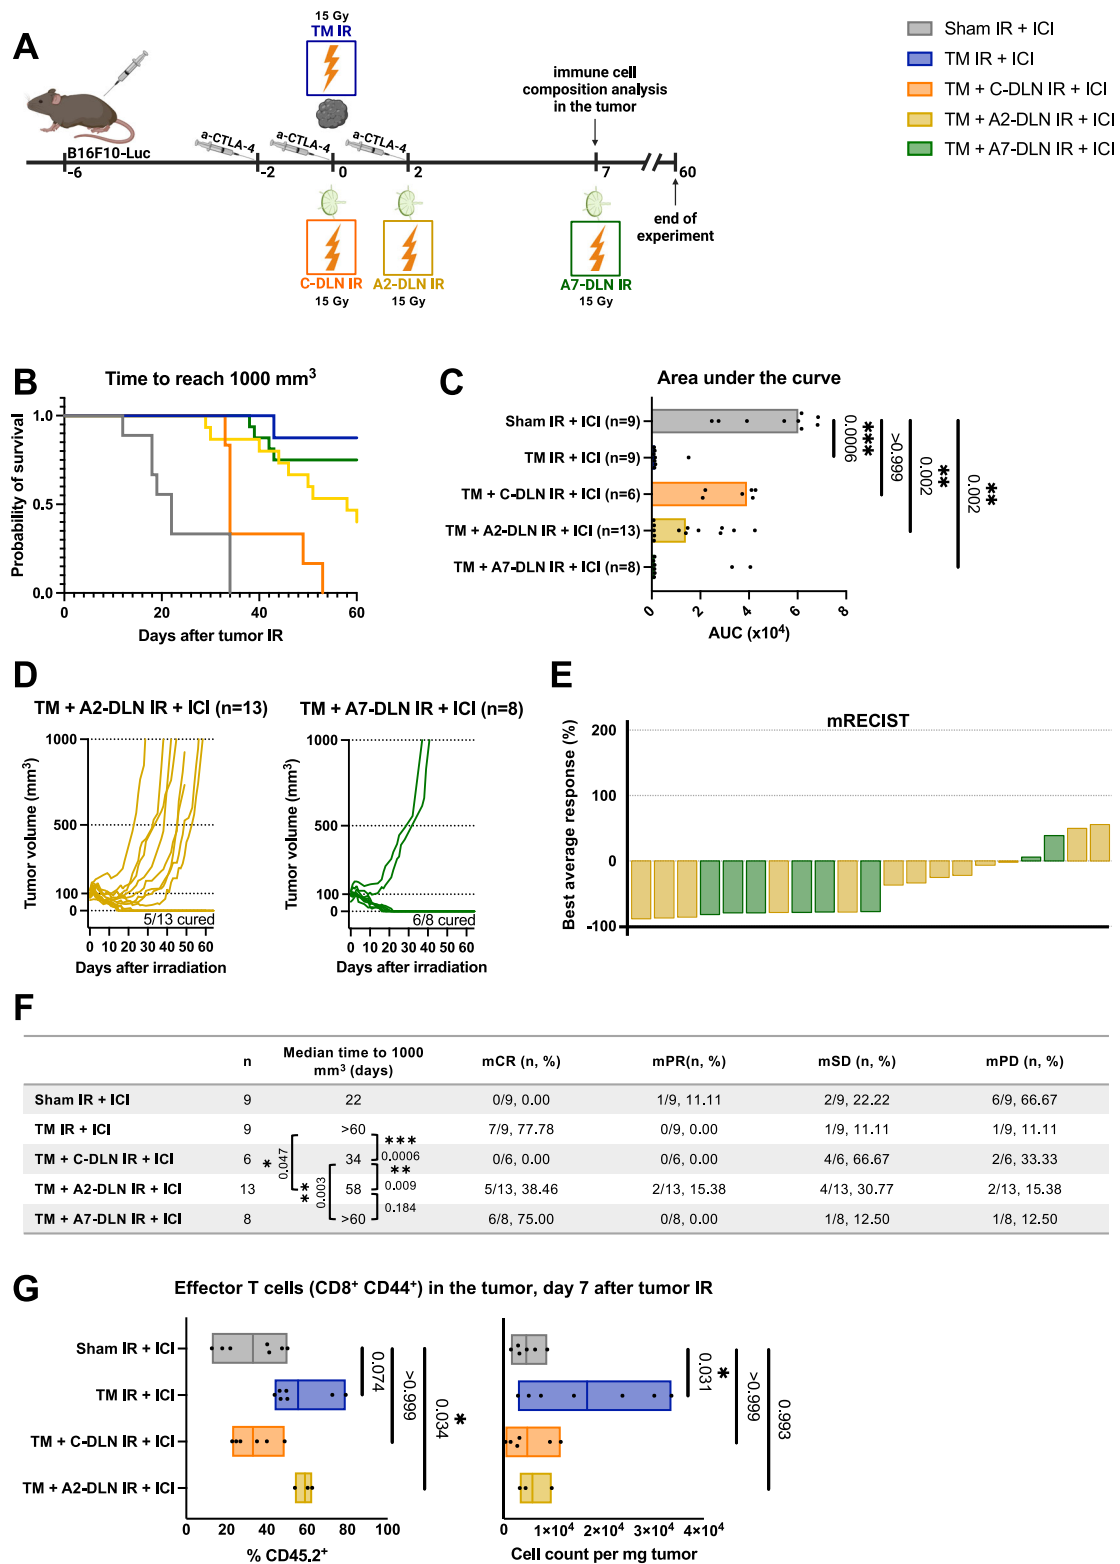 A
15 Gy
TM IR
B16F10-Luc
a-CTLA-4
a-CTLA-4
a-CTLA-4
immune cell
composition analysis
in the tumor
-6
-2
0
2
7
60
end of
experiment
C-DLN IR
15 Gy
A2-DLN IR
15 Gy
A7-DLN IR
15 Gy
Sham IR + ICI
TM IR + ICI
TM + C-DLN IR + ICI
TM + A2-DLN IR + ICI
TM + A7-DLN IR + ICI
B
Time to reach 1000 mm³
Probability of survival
1.0
0.5
0.0
0 20 40 60
Days after tumor IR
C
Area under the curve
Sham IR + ICI (n=9)
TM IR + ICI (n=9)
TM + C-DLN IR + ICI (n=6)
TM + A2-DLN IR + ICI (n=13)
TM + A7-DLN IR + ICI (n=8)
0.0006
***
>0.999
0.002
**
0.002
**
0 2 4 6 8
AUC (x10⁴)
D
TM + A2-DLN IR + ICI (n=13)
Tumor volume (mm³)
1000
500
100
0
5/13 cured
0 10 20 30 40 50 60
Days after irradiation
TM + A7-DLN IR + ICI (n=8)
Tumor volume (mm³)
1000
500
100
0
6/8 cured
0 10 20 30 40 50 60
Days after irradiation
E
mRECIST
Best average response (%)
200
100
0
-100
F
n Median time to 1000 mm³ (days) mCR (n, %) mPR(n, %) mSD (n, %) mPD (n, %)
Sham IR + ICI 9 22 0/9, 0.00 1/9, 11.11 2/9, 22.22 6/9, 66.67
TM IR + ICI 9 >60 7/9, 77.78 0/9, 0.00 1/9, 11.11 1/9, 11.11
TM + C-DLN IR + ICI 6 34 0/6, 0.00 0/6, 0.00 4/6, 66.67 2/6, 33.33
TM + A2-DLN IR + ICI 13 58 5/13, 38.46 2/13, 15.38 4/13, 30.77 2/13, 15.38
TM + A7-DLN IR + ICI 8 >60 6/8, 75.00 0/8, 0.00 1/8, 12.50 1/8, 12.50
*
0.047
**
0.003
***
0.0006
**
0.009
0.184
G
Effector T cells (CD8⁺ CD44⁺) in the tumor, day 7 after tumor IR
Sham IR + ICI
TM IR + ICI
TM + C-DLN IR + ICI
TM + A2-DLN IR + ICI
0.074
>0.999
0.034
*
0 20 40 60 80 100
% CD45.2⁺
0.031
*
>0.999
0.993
0 1×10⁴ 2×10⁴ 3×10⁴ 4×10⁴
Cell count per mg tumor